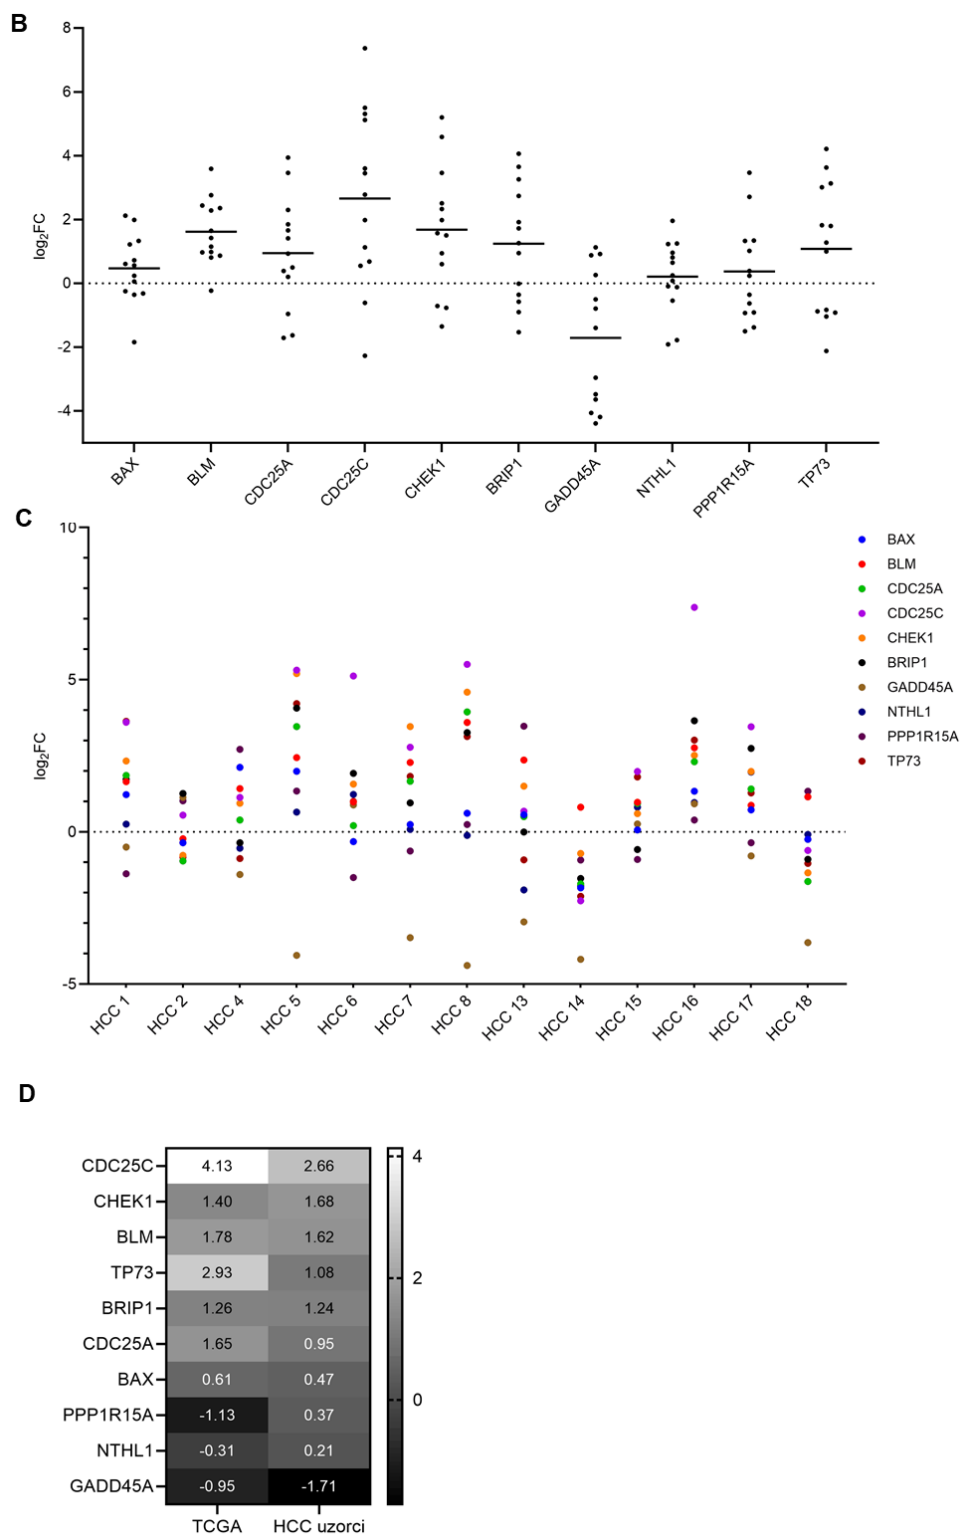 B
8
6
4
2
0
-2
-4
log2FC
BAX
BLM
CDC25A
CDC25C
CHEK1
BRIP1
GADD45A
NTHL1
PPP1R15A
TP73
C
10
5
0
-5
log2FC
HCC 1
HCC 2
HCC 4
HCC 5
HCC 6
HCC 7
HCC 8
HCC 13
HCC 14
HCC 15
HCC 16
HCC 17
HCC 18
BAX
BLM
CDC25A
CDC25C
CHEK1
BRIP1
GADD45A
NTHL1
PPP1R15A
TP73
D
CDC25C 4.13 2.66
CHEK1 1.40 1.68
BLM 1.78 1.62
TP73 2.93 1.08
BRIP1 1.26 1.24
CDC25A 1.65 0.95
BAX 0.61 0.47
PPP1R15A -1.13 0.37
NTHL1 -0.31 0.21
GADD45A -0.95 -1.71
TCGA HCC uzorci
4
2
0